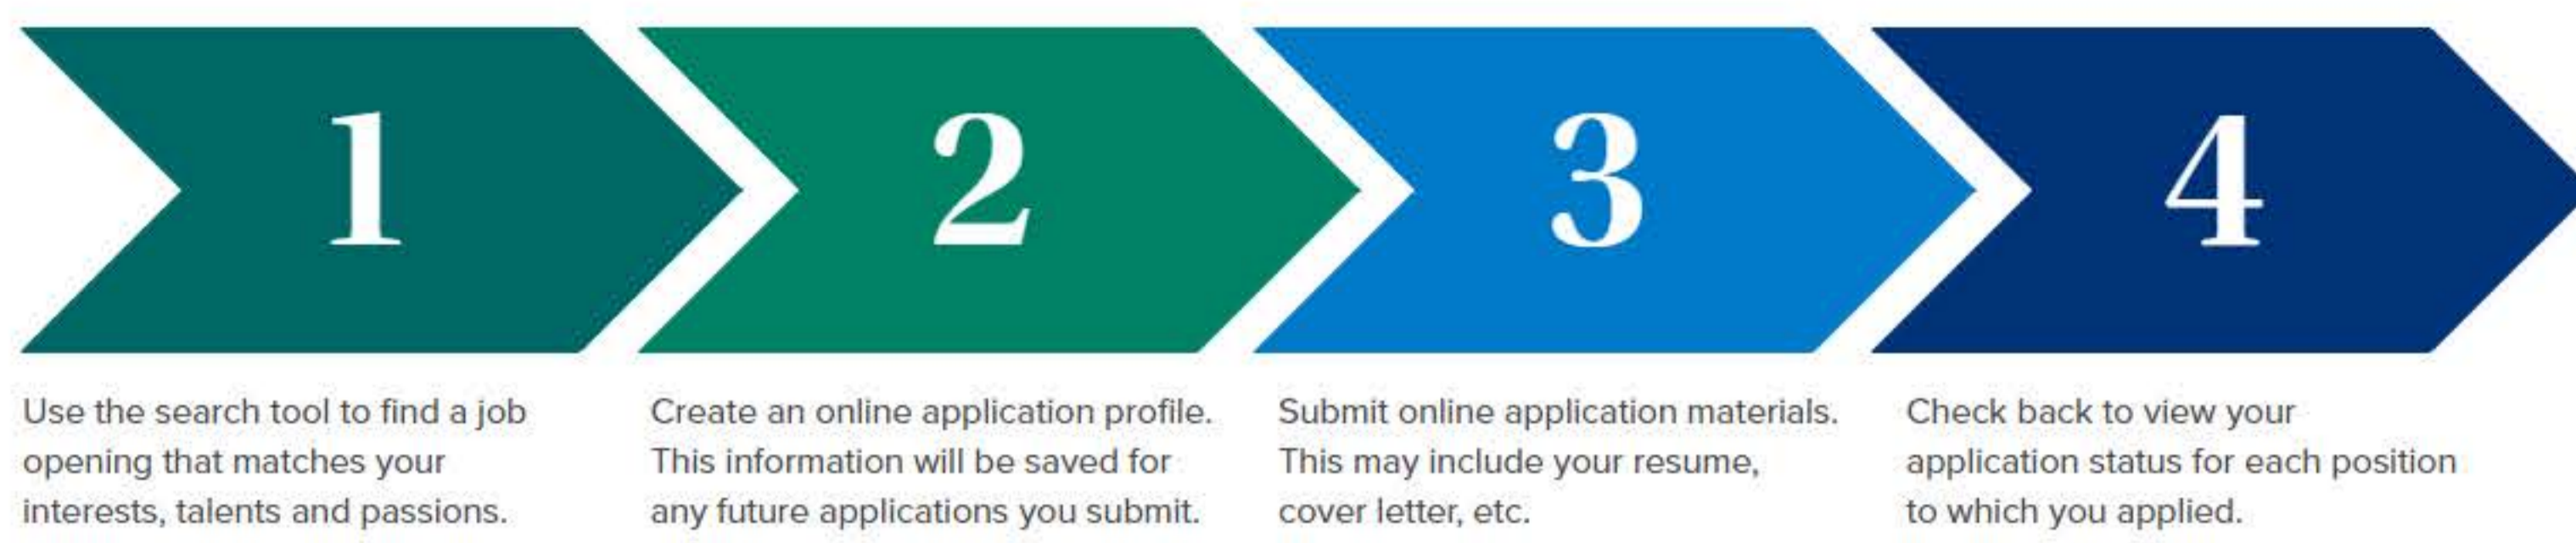 1
Use the search tool to find a job
opening that matches your
interests, talents and passions.
2
Create an online application profile.
This information will be saved for
any future applications you submit.
3
Submit online application materials.
This may include your resume,
cover letter, etc.
4
Check back to view your
application status for each position
to which you applied.